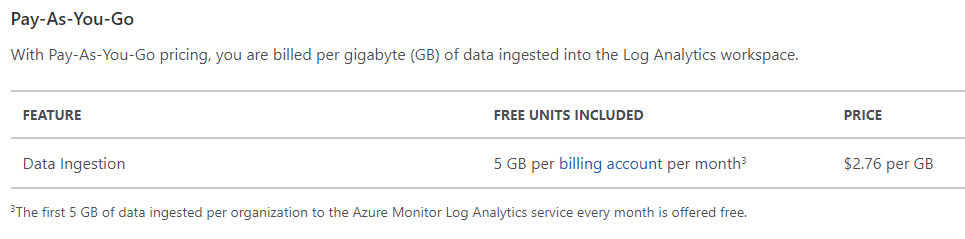 Pay-As-You-Go
With Pay-As-You-Go pricing, you are billed per gigabyte (GB) of data ingested into the Log Analytics workspace.
FEATURE FREE UNITS INCLUDED PRICE
Data Ingestion 5 GB per billing account per month³ $2.76 per GB
³The first 5 GB of data ingested per organization to the Azure Monitor Log Analytics service every month is offered free.